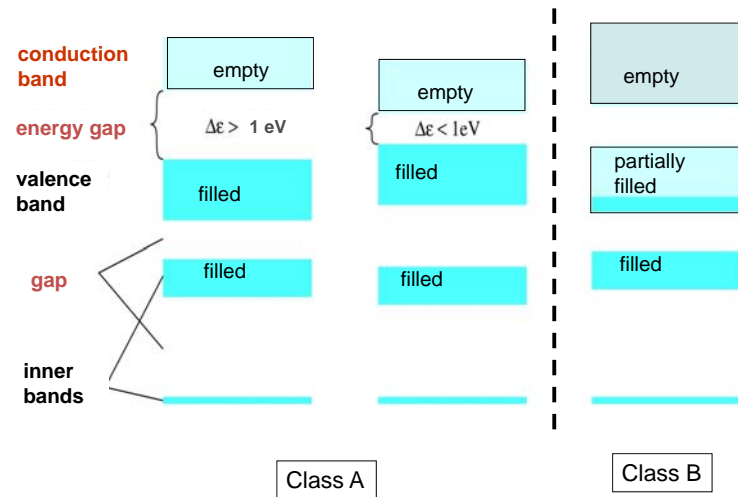 conduction
band
empty
empty
empty
energy gap
Δε > 1 eV
Δε < 1eV
valence
band
filled
filled
partially
filled
gap
filled
filled
filled
inner
bands
Class A
Class B